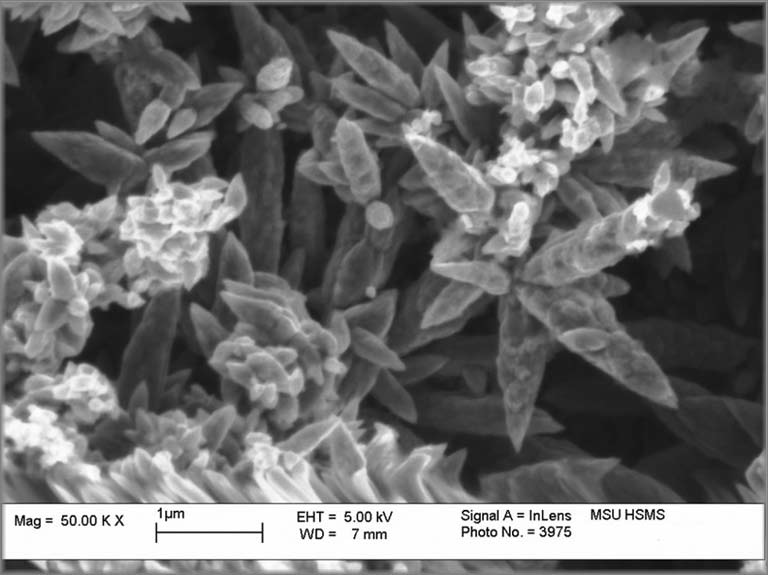 Mag = 50.00 K X
1µm
EHT = 5.00 kV
WD = 7 mm
Signal A = InLens
Photo No. = 3975
MSU HSMS